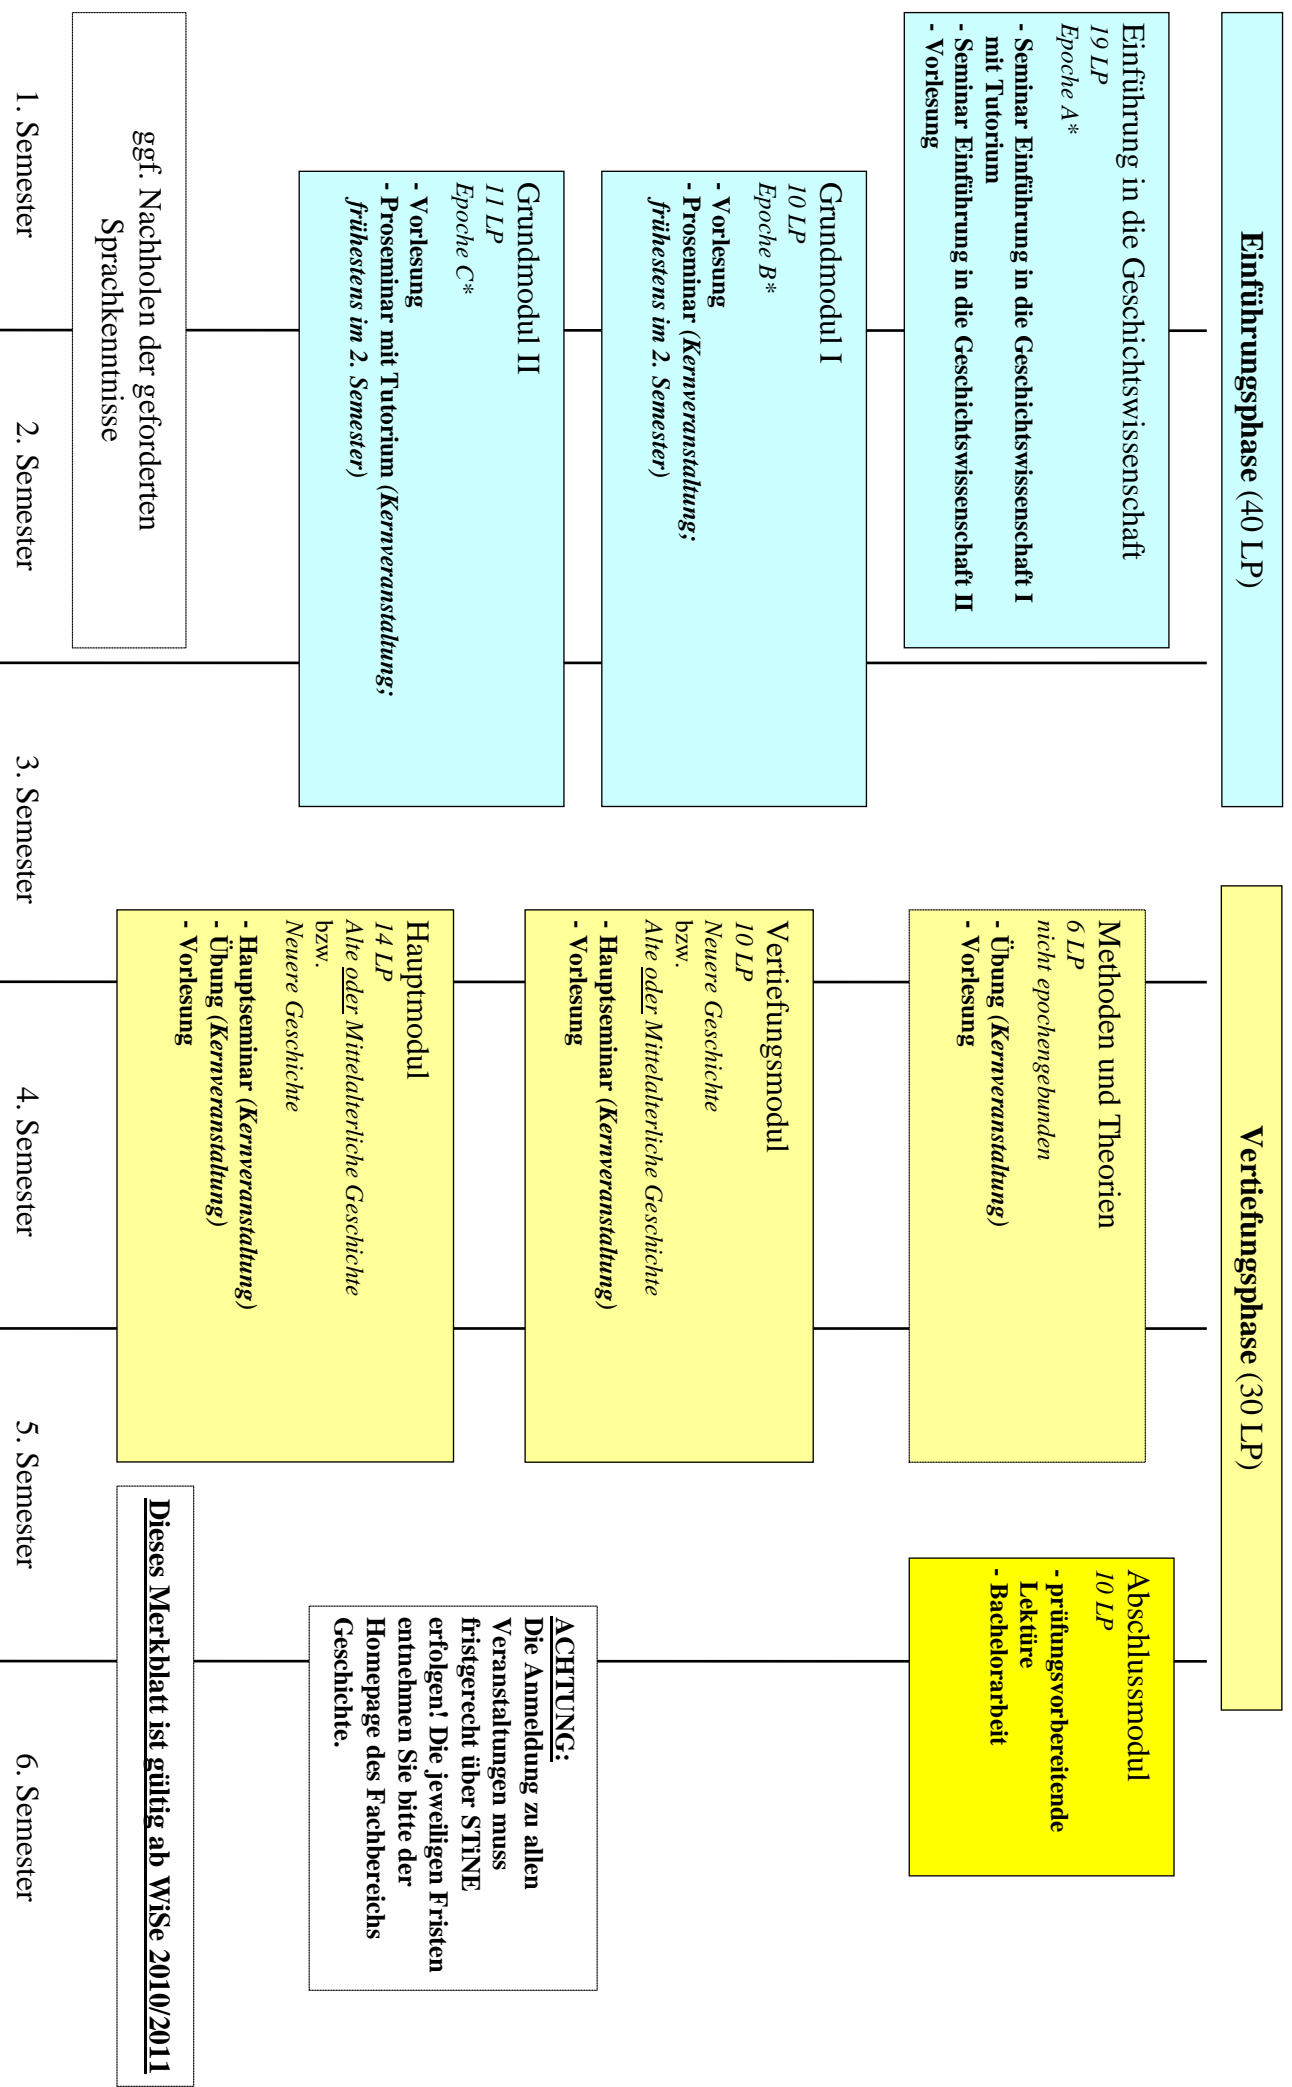 Einführungsphase (40 LP)
Vertiefungsphase (30 LP)
Einführung in die Geschichtswissenschaft
19 LP
Epoche A*
- Seminar Einführung in die Geschichtswissenschaft I
mit Tutorium
- Seminar Einführung in die Geschichtswissenschaft II
- Vorlesung
Methoden und Theorien
6 LP
nicht epochengebunden
- Übung (Kernveranstaltung)
- Vorlesung
Abschlussmodul
10 LP
- prüfungsvorbereitende
Lektüre
- Bachelorarbeit
Grundmodul I
10 LP
Epoche B*
- Vorlesung
- Proseminar (Kernveranstaltung;
frühestens im 2. Semester)
Vertiefungsmodul
10 LP
Neuere Geschichte
bzw.
Alte oder Mittelalterliche Geschichte
- Hauptseminar (Kernveranstaltung)
- Vorlesung
ACHTUNG:
Die Anmeldung zu allen
Veranstaltungen muss
fristgerecht über STiNE
erfolgen! Die jeweiligen Fristen
entnehmen Sie bitte der
Homepage des Fachbereichs
Geschichte.
Grundmodul II
11 LP
Epoche C*
- Vorlesung
- Proseminar mit Tutorium (Kernveranstaltung;
frühestens im 2. Semester)
Hauptmodul
14 LP
Alte oder Mittelalterliche Geschichte
bzw.
Neuere Geschichte
- Hauptseminar (Kernveranstaltung)
- Übung (Kernveranstaltung)
- Vorlesung
ggf. Nachholen der geforderten
Sprachkenntnisse
Dieses Merkblatt ist gültig ab WiSe 2010/2011
1. Semester
2. Semester
3. Semester
4. Semester
5. Semester
6. Semester